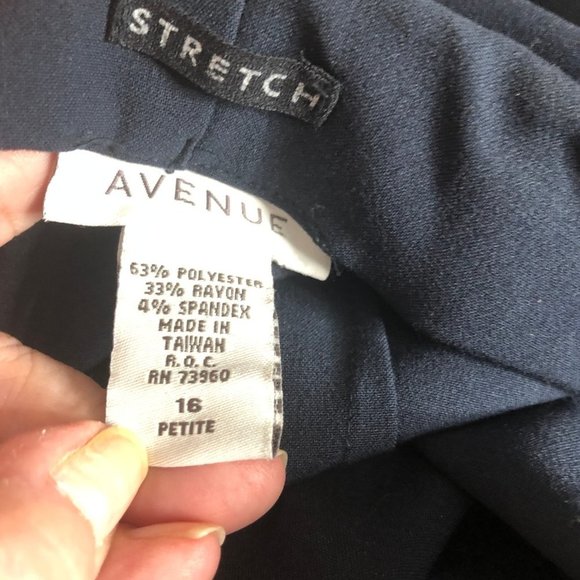 STRETCH
AVENUE
63% POLYESTER
33% RAYON
4% SPANDEX
MADE IN
TAIWAN
R.O.C.
RN 73960
16
PETITE